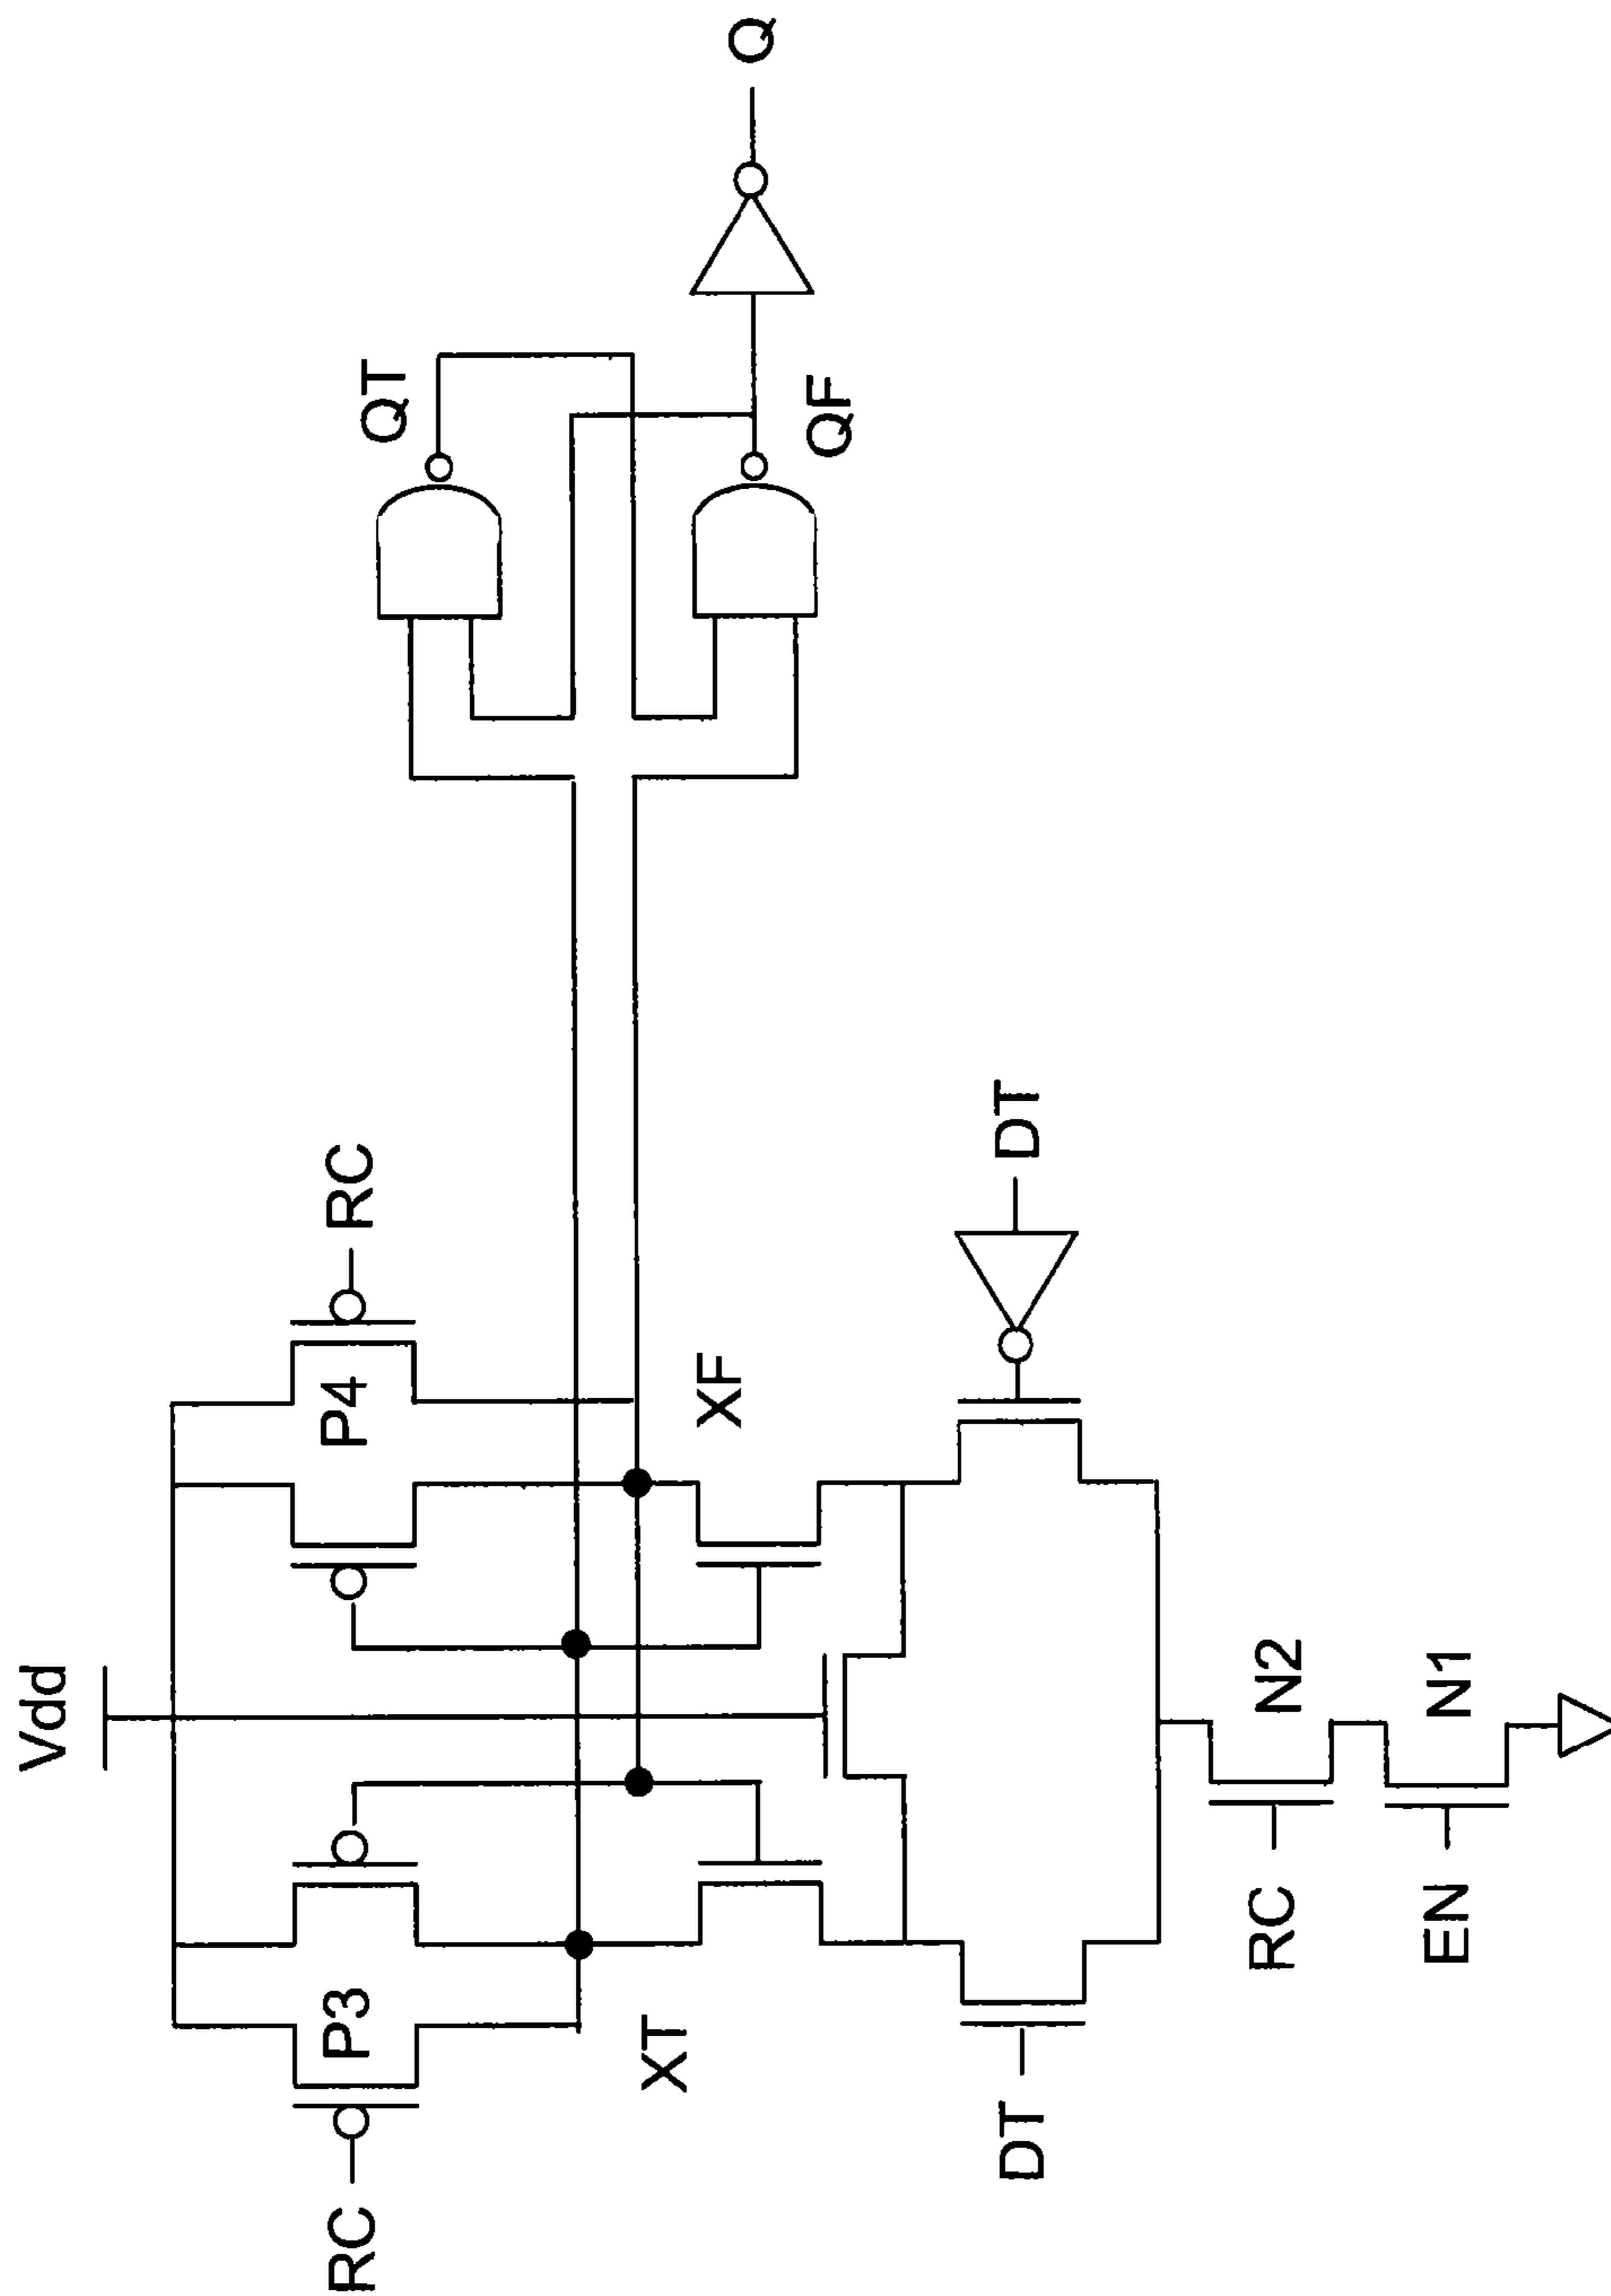 Vdd
RC
P3
P4
RC
XT
XF
DT
DT
RC
N2
EN
N1
QT
QF
Q